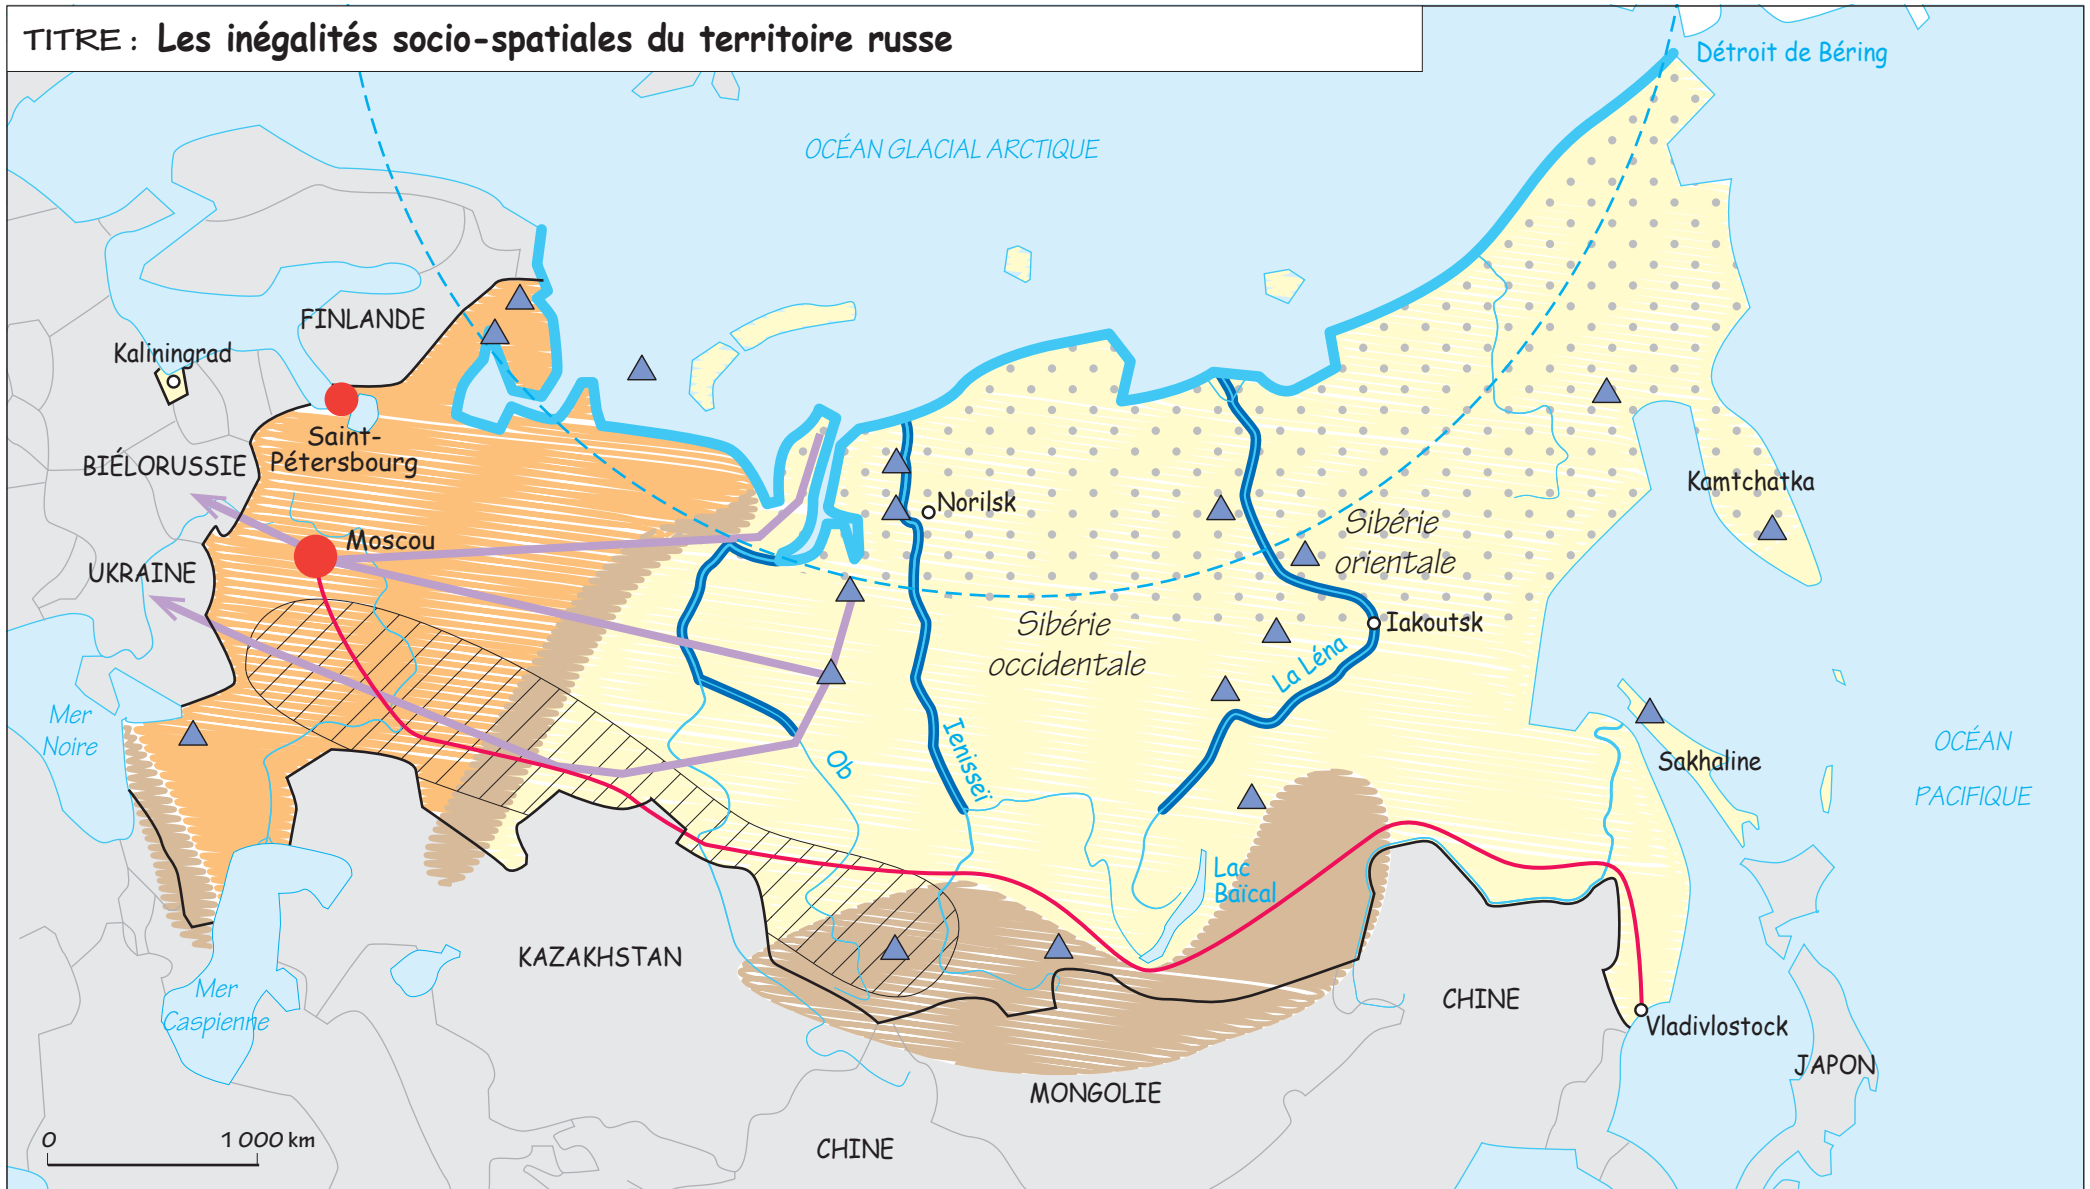 TITRE : Les inégalités socio-spatiales du territoire russe
Détroit de Béring
OCÉAN GLACIAL ARCTIQUE
FINLANDE
Kaliningrad
Saint-
Pétersbourg
BIÉLORUSSIE
Kamtchatka
Norilsk
Sibérie
orientale
Moscou
UKRAINE
Iakoutsk
Sibérie
occidentale
La Léna
Mer
Noire
Ob
Ienisseï
Sakhaline
OCÉAN
PACIFIQUE
Lac
Baïcal
KAZAKHSTAN
Mer
Caspienne
CHINE
Vladivlostock
JAPON
MONGOLIE
CHINE
0 1 000 km